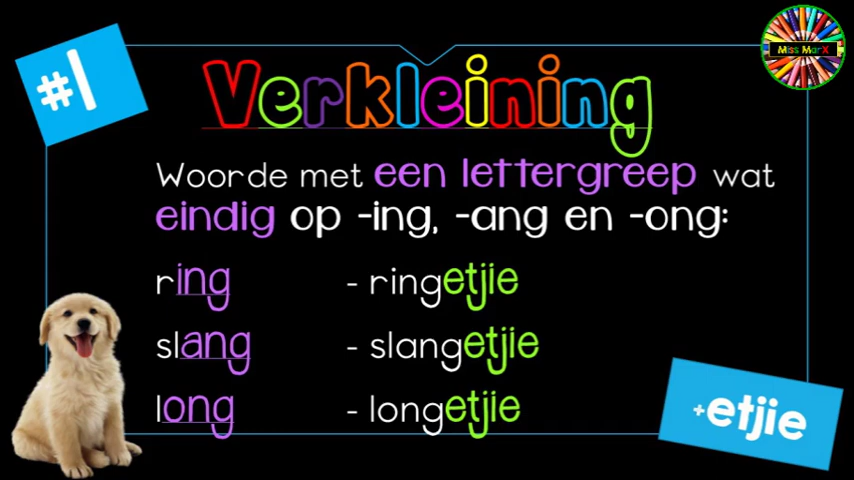 #1
Miss MarX
Verkleining
Woorde met een lettergreep wat
eindig op -ing, -ang en -ong:
ring - ringetjie
slang - slangetjie
long - longetjie
+etjie